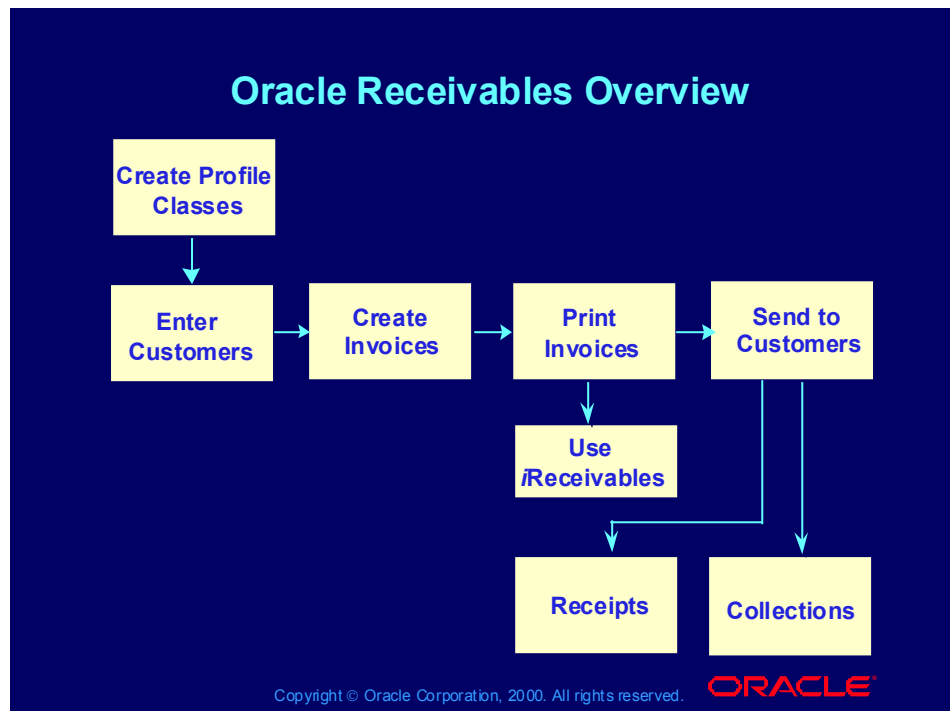 Oracle Receivables Overview
Create Profile
Classes
Enter
Customers
Create
Invoices
Print
Invoices
Send to
Customers
Use
iReceivables
Receipts
Collections
Copyright © Oracle Corporation, 2000. All rights reserved.
ORACLE®